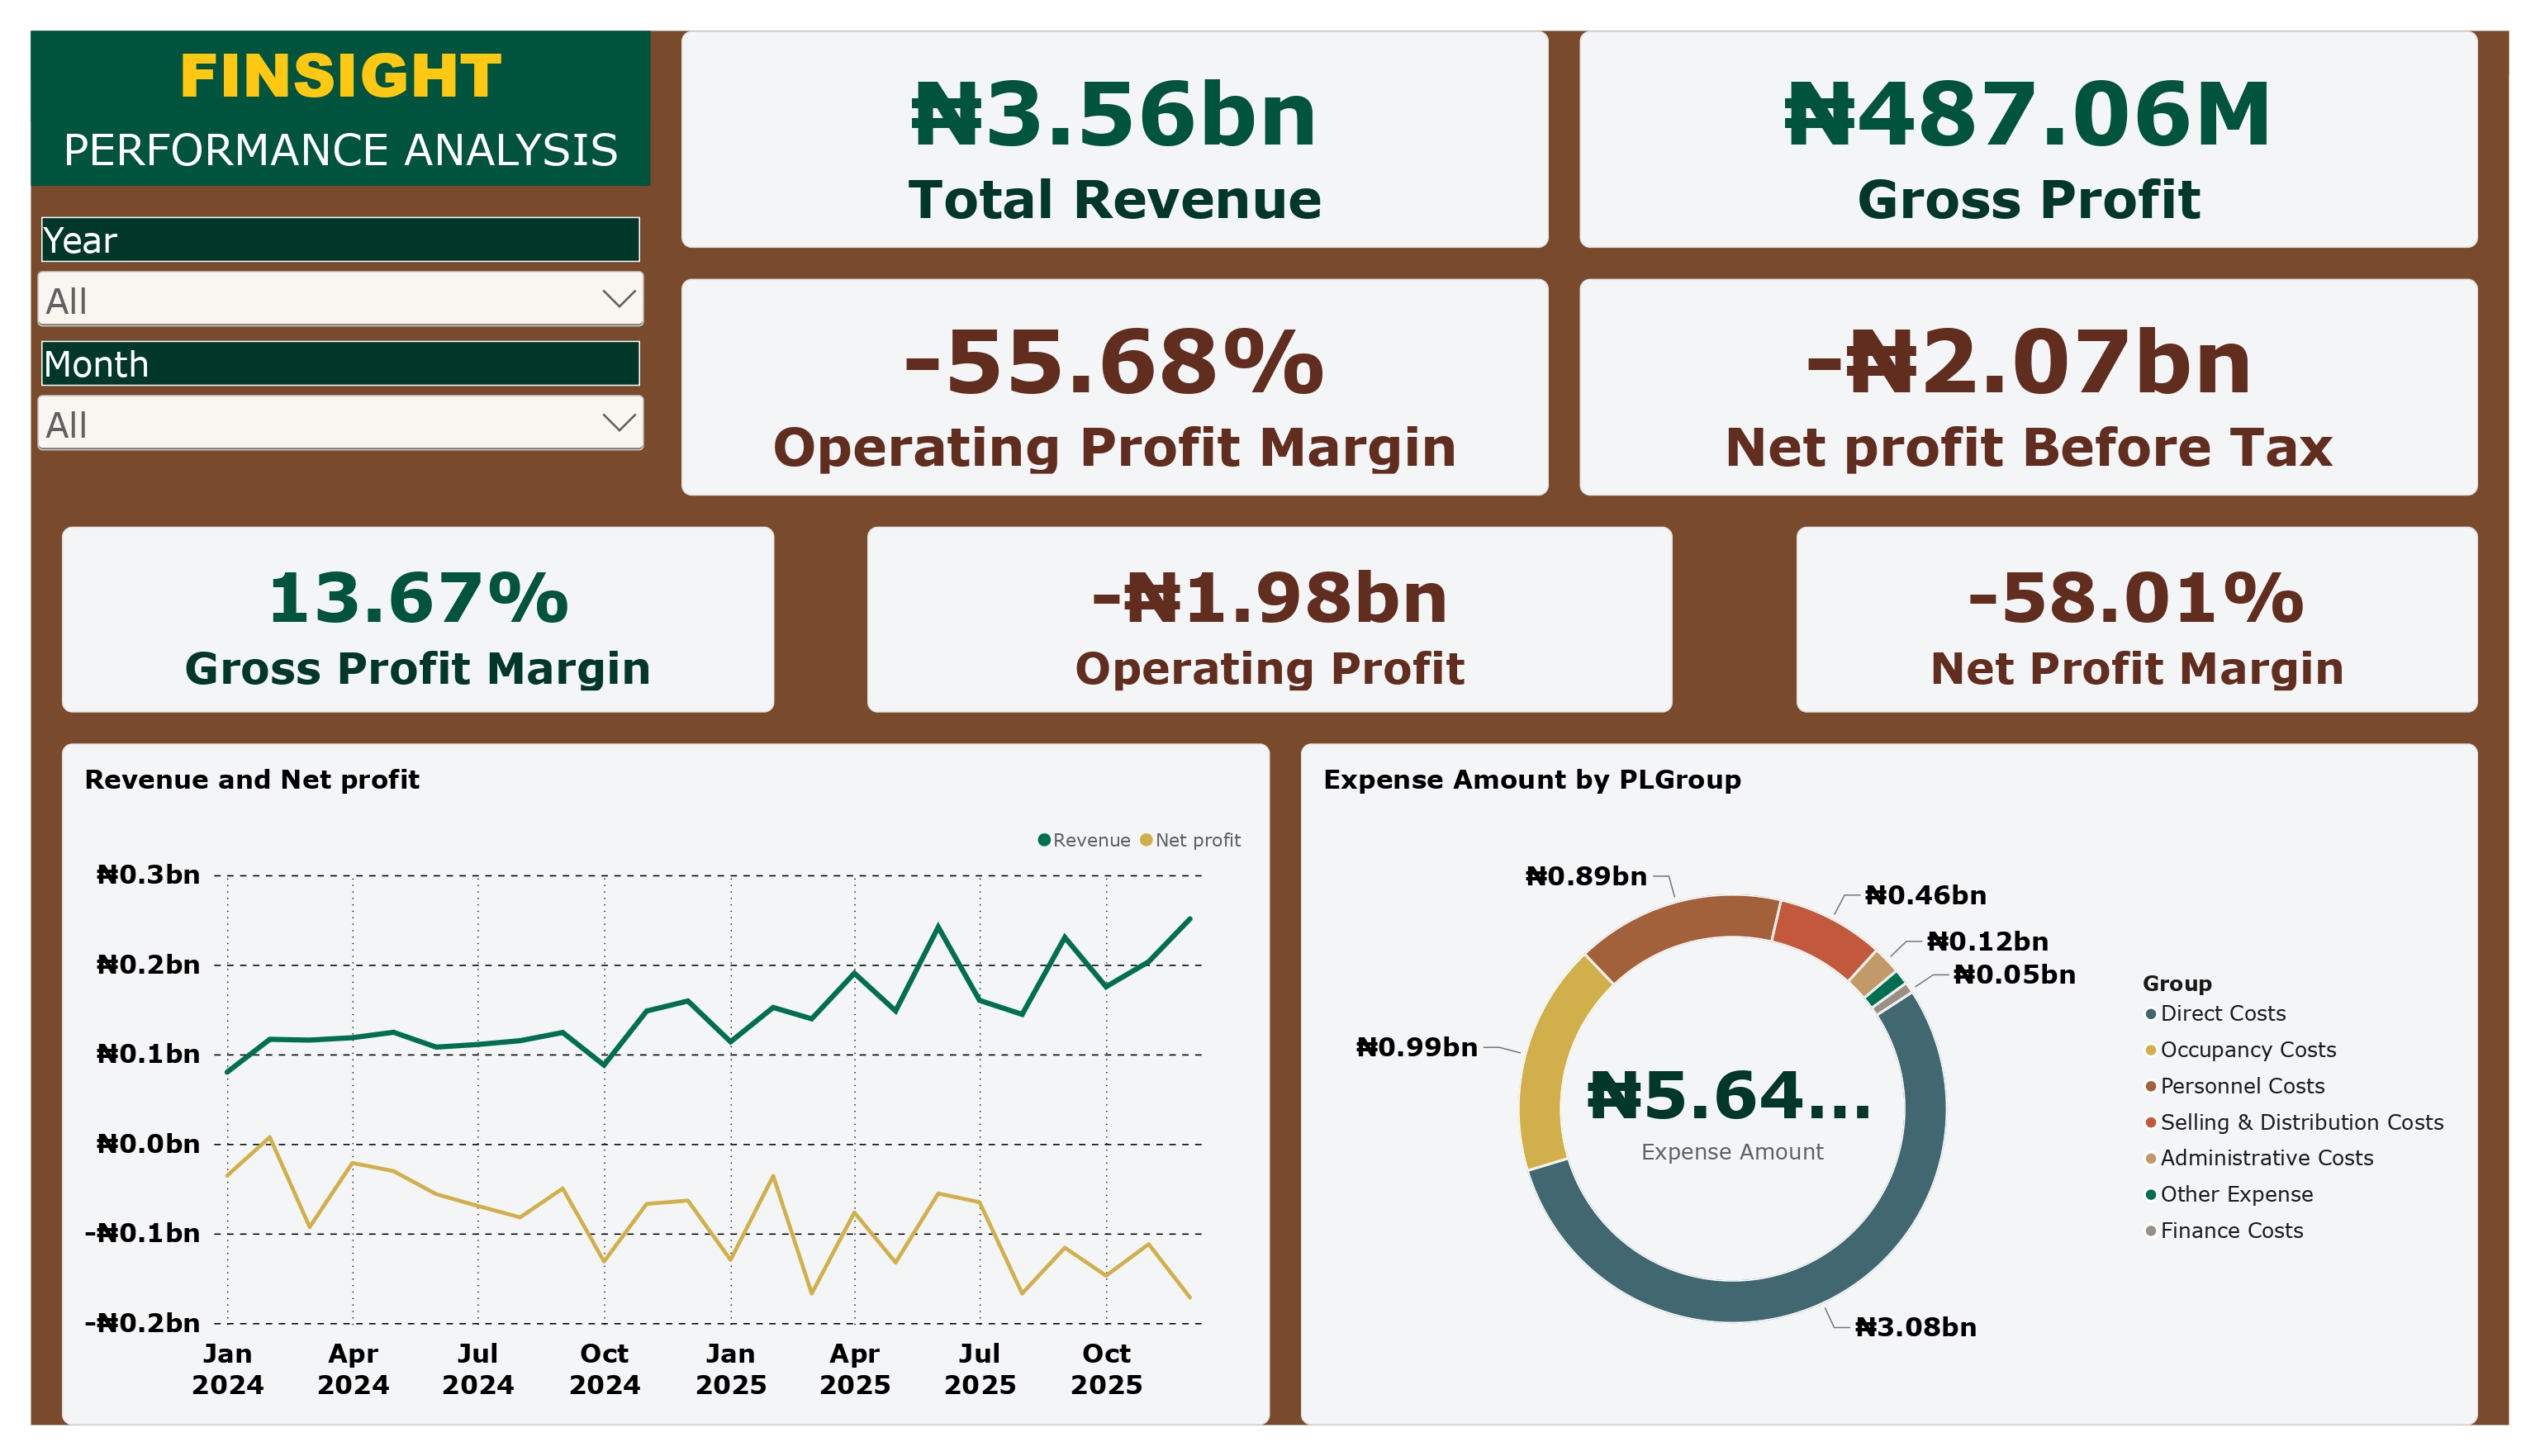 FINSIGHT
PERFORMANCE ANALYSIS
Year
All
Month
All
₦3.56bn
Total Revenue
₦487.06M
Gross Profit
-55.68%
Operating Profit Margin
-₦2.07bn
Net profit Before Tax
13.67%
Gross Profit Margin
-₦1.98bn
Operating Profit
-58.01%
Net Profit Margin
Revenue and Net profit
Revenue Net profit
₦0.3bn
₦0.2bn
₦0.1bn
₦0.0bn
-₦0.1bn
-₦0.2bn
Jan Apr Jul Oct Jan Apr Jul Oct
2024 2024 2024 2024 2025 2025 2025 2025
Expense Amount by PLGroup
₦0.89bn
₦0.46bn
₦0.12bn
₦0.05bn
₦0.99bn
₦5.64...
Expense Amount
₦3.08bn
Group
Direct Costs
Occupancy Costs
Personnel Costs
Selling & Distribution Costs
Administrative Costs
Other Expense
Finance Costs